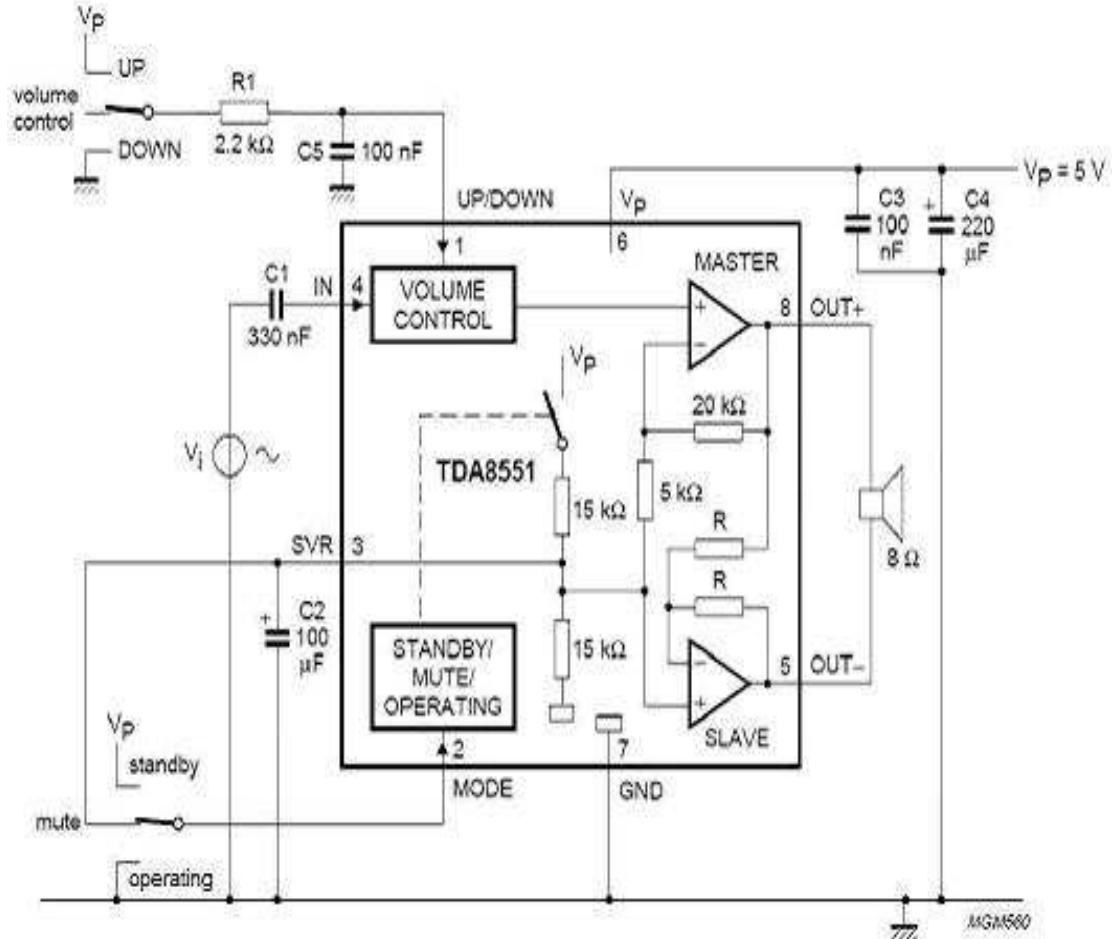 VP
UP
volume
control
DOWN
R1
2.2 kΩ
C5
100 nF
UP/DOWN
VP
VP = 5 V
C3
100
nF
+
C4
220
μF
1
6
C1
330 nF
IN
4
VOLUME
CONTROL
MASTER
+
−
8
OUT+
VP
20 kΩ
Vi
TDA8551
15 kΩ
5 kΩ
R
R
8 Ω
SVR
3
+
C2
100
μF
STANDBY/
MUTE/
OPERATING
15 kΩ
−
+
5
OUT−
SLAVE
2
7
MODE
GND
VP
standby
mute
operating
MGM560